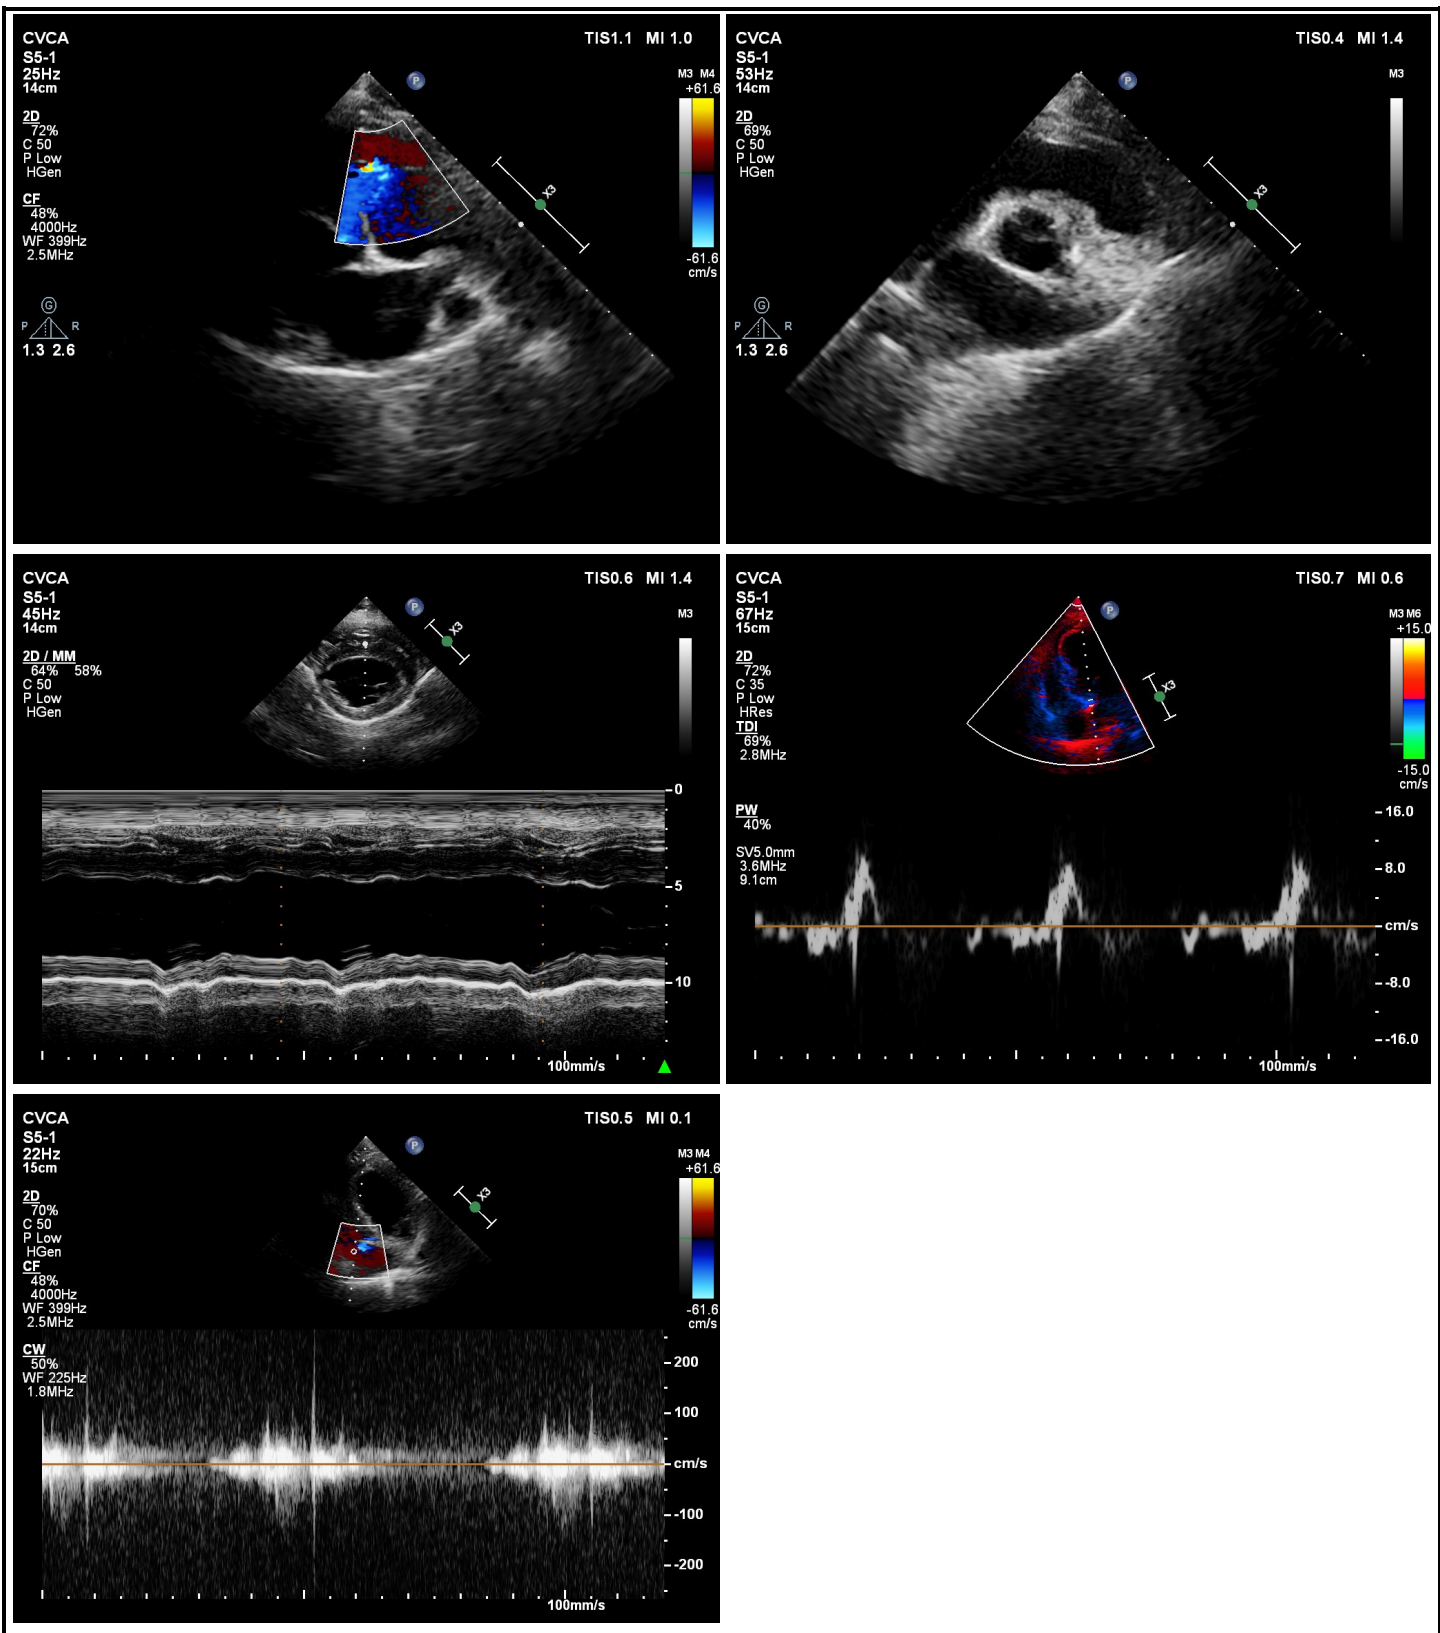 CVCA
TIS1.1 MI 1.0
S5-1
25Hz
14cm
P
M3 M4
+61.6
2D
72%
C 50
P Low
HGen
X3
CF
48%
4000Hz
WF 399Hz
2.5MHz
-61.6
cm/s
G
P R
1.3 2.6
CVCA
TIS0.4 MI 1.4
S5-1
53Hz
14cm
P
M3
2D
69%
C 50
P Low
HGen
X3
G
P R
1.3 2.6
CVCA
TIS0.6 MI 1.4
S5-1
45Hz
14cm
P
M3
X3
2D / MM
64% 58%
C 50
P Low
HGen
0
5
10
100mm/s
CVCA
TIS0.7 MI 0.6
S5-1
67Hz
15cm
P
M3 M6
+15.0
2D
72%
C 35
P Low
HRes
TDI
69%
2.8MHz
X3
-15.0
cm/s
PW
40%
SV5.0mm
3.6MHz
9.1cm
16.0
8.0
cm/s
-8.0
-16.0
100mm/s
CVCA
TIS0.5 MI 0.1
S5-1
22Hz
15cm
P
M3 M4
+61.6
2D
70%
C 50
P Low
HGen
X3
CF
48%
4000Hz
WF 399Hz
2.5MHz
-61.6
cm/s
CW
50%
WF 225Hz
1.8MHz
200
100
cm/s
-100
-200
100mm/s